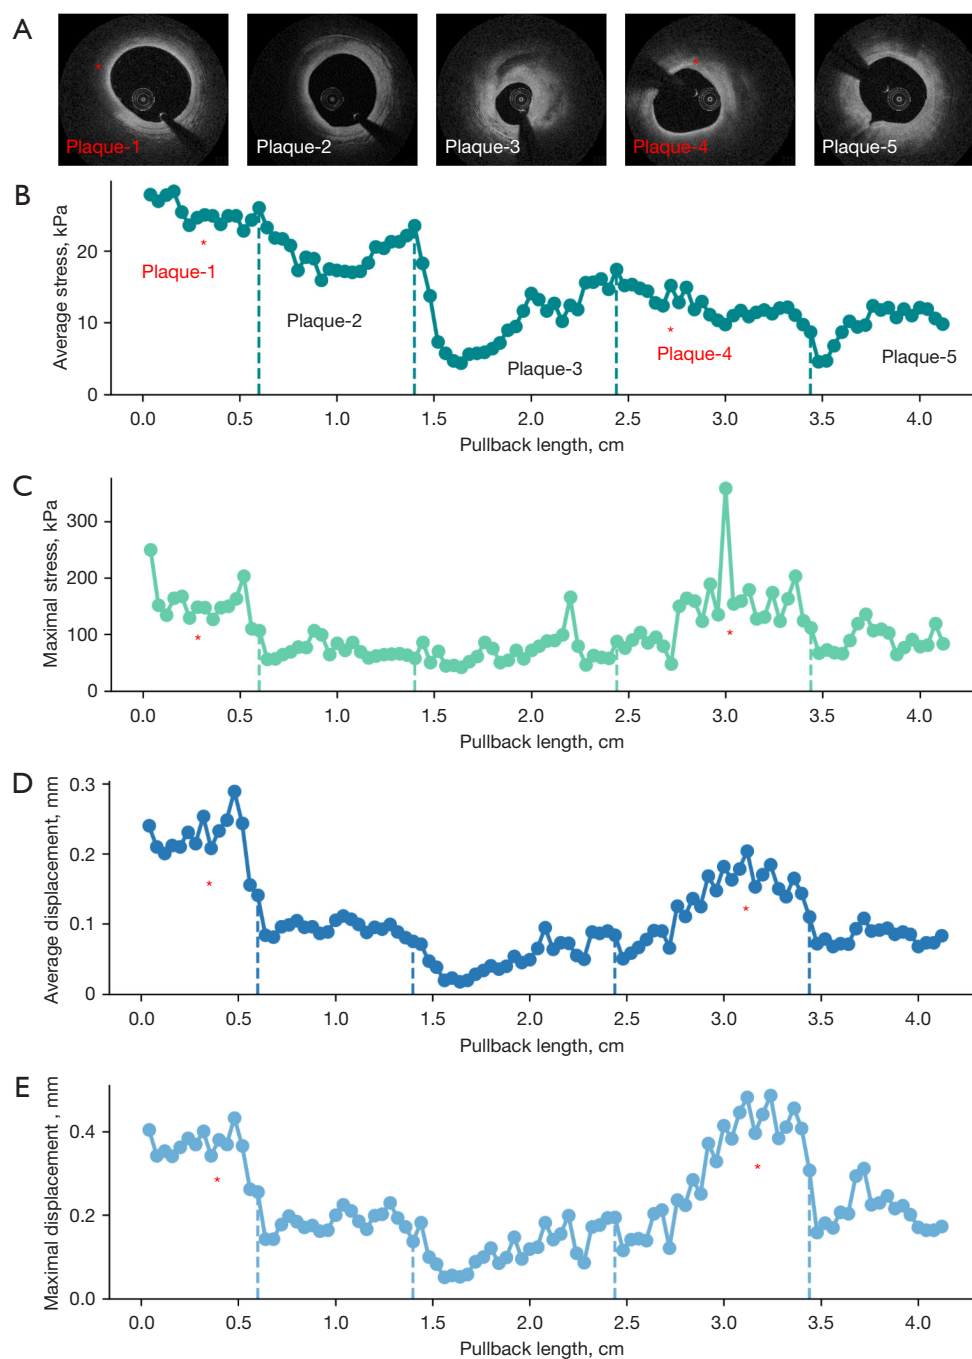 A
Plaque-1
Plaque-2
Plaque-3
Plaque-4
Plaque-5
*
*
B
Average stress, kPa
20
10
0
*
Plaque-1
Plaque-2
Plaque-3
*
Plaque-4
Plaque-5
0.0 0.5 1.0 1.5 2.0 2.5 3.0 3.5 4.0
Pullback length, cm
C
Maximal stress, kPa
300
200
100
0
*
*
0.0 0.5 1.0 1.5 2.0 2.5 3.0 3.5 4.0
Pullback length, cm
D
Average displacement, mm
0.3
0.2
0.1
0
*
*
0.0 0.5 1.0 1.5 2.0 2.5 3.0 3.5 4.0
Pullback length, cm
E
Maximal displacement , mm
0.4
0.2
0.0
*
*
0.0 0.5 1.0 1.5 2.0 2.5 3.0 3.5 4.0
Pullback length, cm